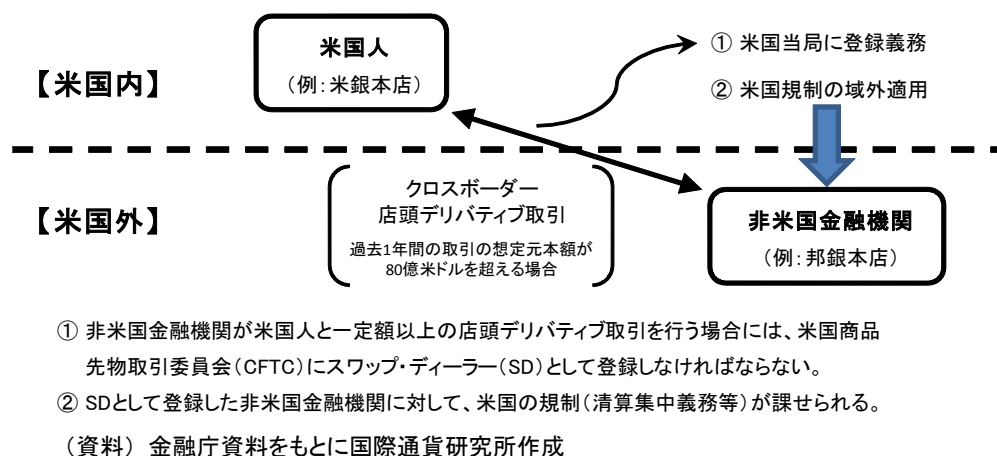 米国人
（例：米銀本店）
① 米国当局に登録義務
② 米国規制の域外適用
【米国内】
【米国外】
クロスボーダー
店頭デリバティブ取引
過去1年間の取引の想定元本額が
80億米ドルを超える場合
非米国金融機関
（例：邦銀本店）
① 非米国金融機関が米国人と一定額以上の店頭デリバティブ取引を行う場合には、米国商品
先物取引委員会（CFTC）にスワップ・ディーラー（SD）として登録しなければならない。
② SDとして登録した非米国金融機関に対して、米国の規制（清算集中義務等）が課せられる。
（資料） 金融庁資料をもとに国際通貨研究所作成